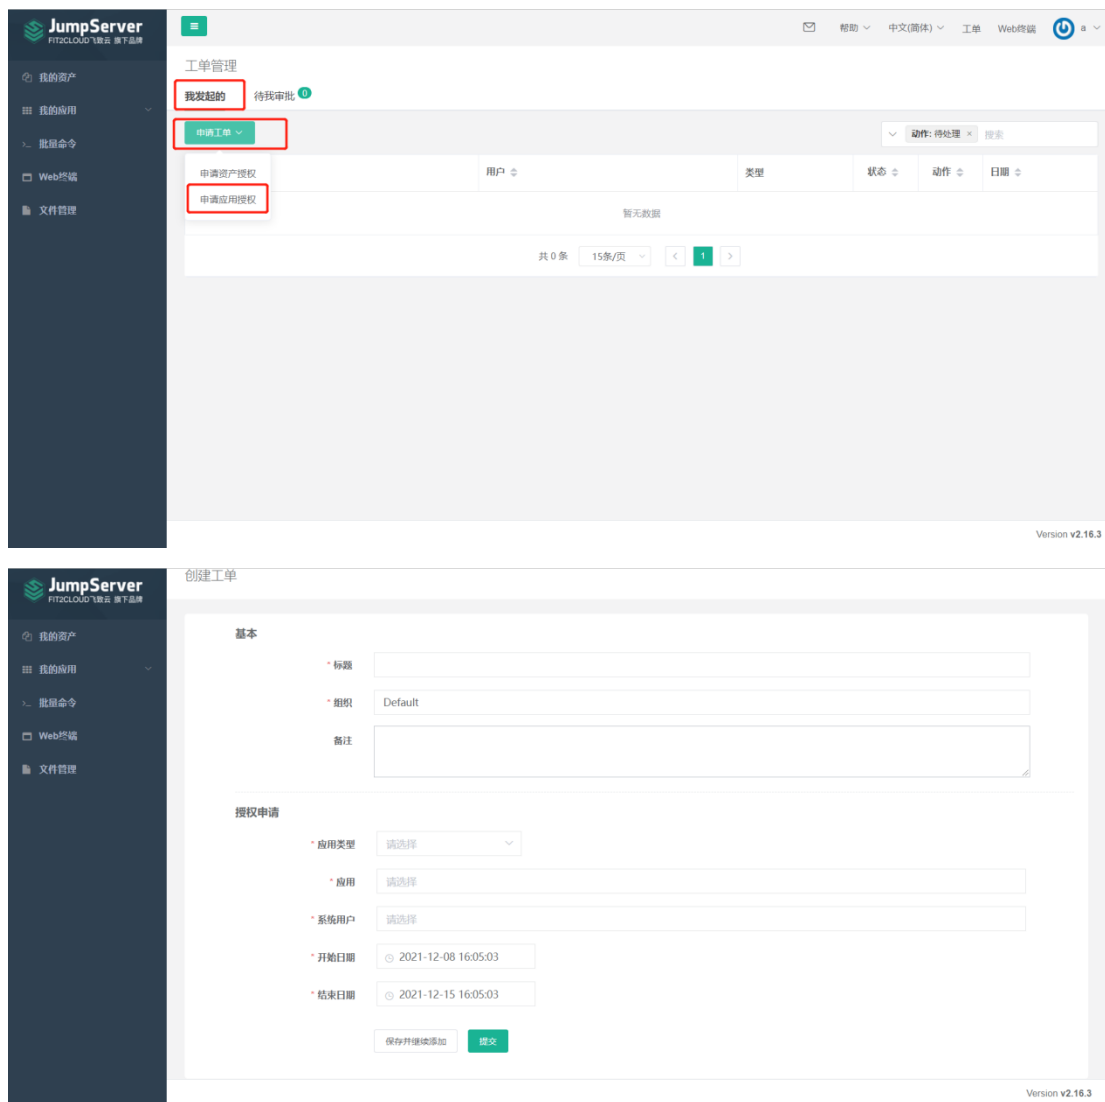 JumpServer
FIT2CLOUD飞致云 旗下品牌
帮助 中文(简体) 工单 Web终端 a
我的资产
我的应用
批量命令
Web终端
文件管理
工单管理
我发起的 待我审批 0
申请工单
动作: 待处理 × 搜索
申请资产授权
申请应用授权
用户 类型 状态 动作 日期
暂无数据
共 0 条 15条/页 < 1 >
Version v2.16.3
JumpServer
FIT2CLOUD飞致云 旗下品牌
我的资产
我的应用
批量命令
Web终端
文件管理
创建工单
基本
* 标题
* 组织 Default
备注
授权申请
* 应用类型 请选择
* 应用 请选择
* 系统用户 请选择
* 开始日期 2021-12-08 16:05:03
* 结束日期 2021-12-15 16:05:03
保存并继续添加 提交
Version v2.16.3